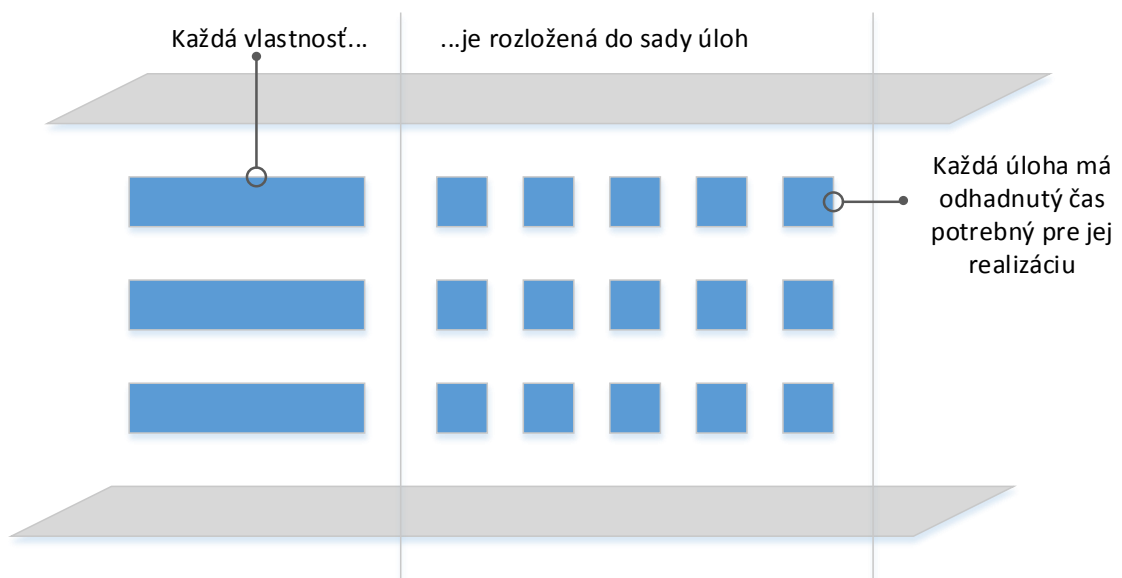 Každá vlastnosť...
...je rozložená do sady úloh
Každá úloha má
odhadnutý čas
potrebný pre jej
realizáciu